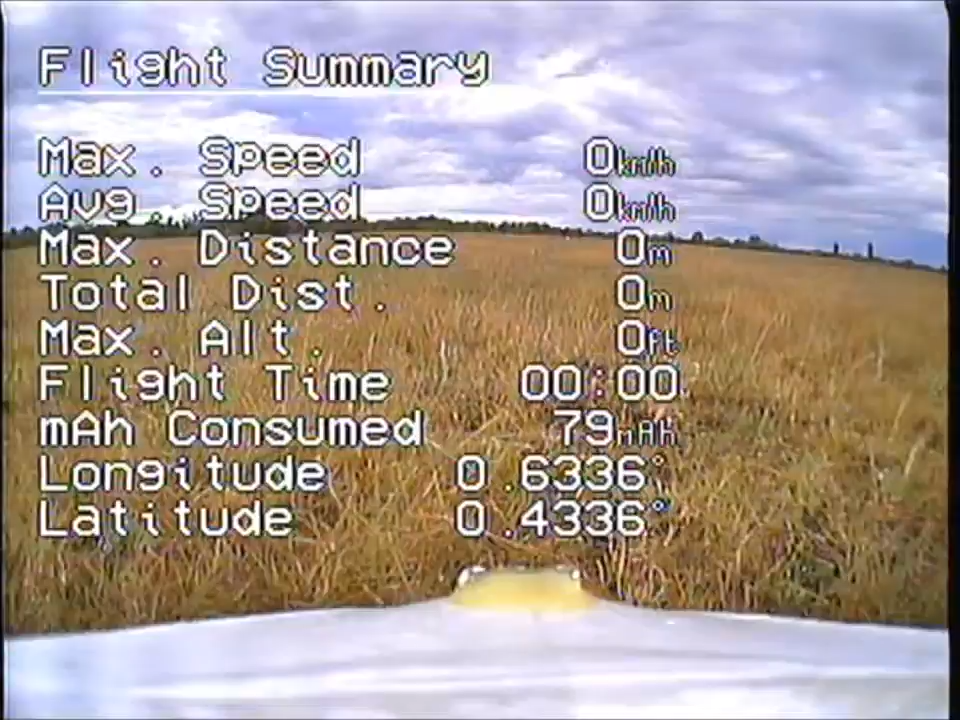 Flight Summary
Max. Speed 0km/h
Avg Speed 0km/h
Max. Distance 0m
Total Dist. 0m
Max. Alt. 0ft
Flight Time 00:00
mAh Consumed 79mAh
Longitude 0.6336°
Latitude 0.4336°